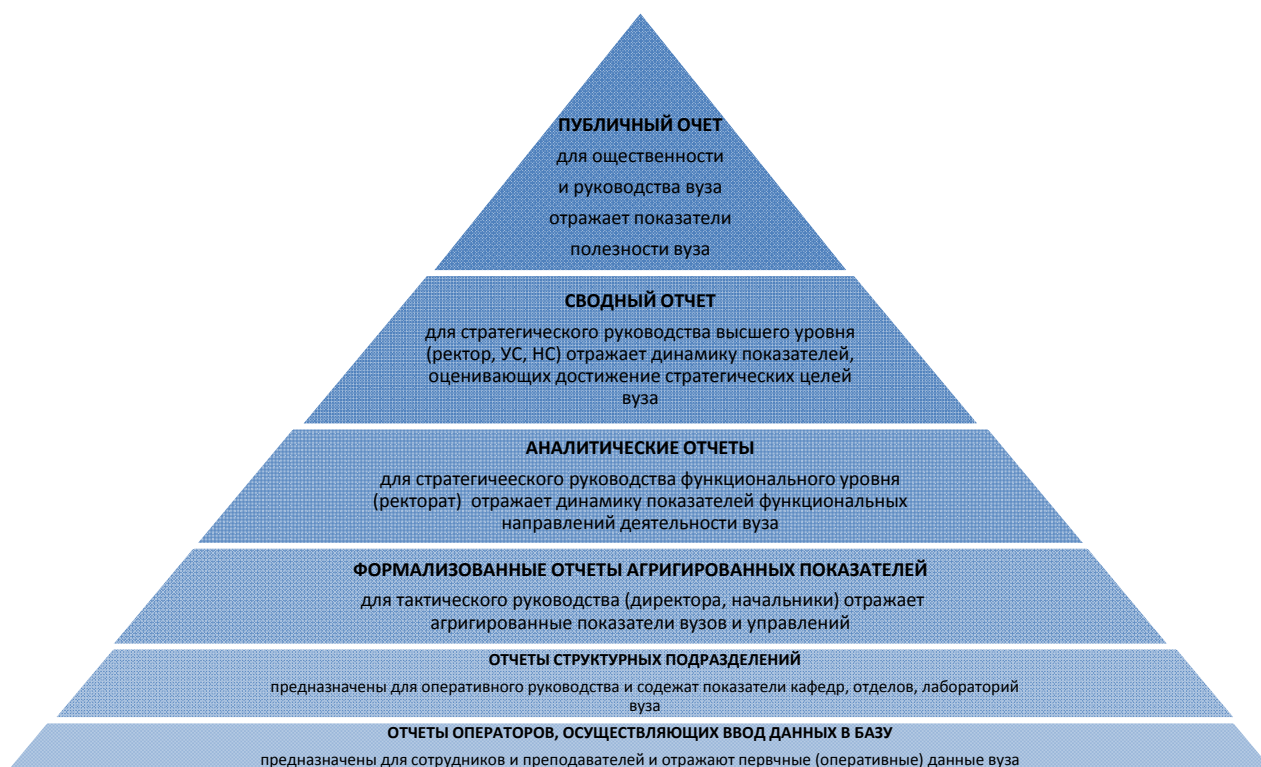 ПУБЛИЧНЫЙ ОЧЕТ
для ощественности
и руководства вуза
отражает показатели
полезности вуза
СВОДНЫЙ ОТЧЕТ
для стратегического руководства высшего уровня
(ректор, УС, НС) отражает динамику показателей,
оценивающих достижение стратегических целей
вуза
АНАЛИТИЧЕСКИЕ ОТЧЕТЫ
для стратегиееского руководства функционального уровня
(ректорат) отражает динамику показателей функциональных
направлений деятельности вуза
ФОРМАЛИЗОВАННЫЕ ОТЧЕТЫ АГРИГИРОВАННЫХ ПОКАЗАТЕЛЕЙ
для тактического руководства (директора, начальники) отражает
агригированные показатели вузов и управлений
ОТЧЕТЫ СТРУКТУРНЫХ ПОДРАЗДЕЛЕНИЙ
предназначены для оперативного руководства и содежат показатели кафедр, отделов, лабораторий
вуза
ОТЧЕТЫ ОПЕРАТОРОВ, ОСУЩЕСТВЛЯЮЩИХ ВВОД ДАННЫХ В БАЗУ
предназначены для сотрудников и преподавателей и отражают первчные (оперативные) данные вуза